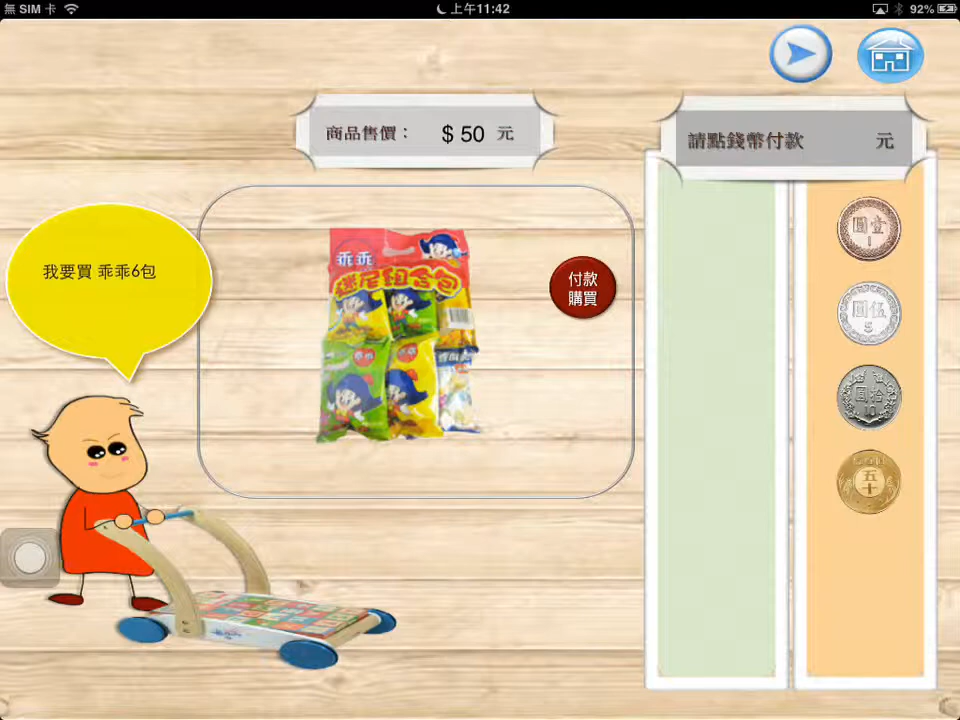 無 SIM 卡
上午11:42
92%
商品售價： $ 50 元
請點錢幣付款 元
我要買 乖乖6包
乖乖
付款
購買
壹圓
1
伍圓
5
拾圓
10
五十